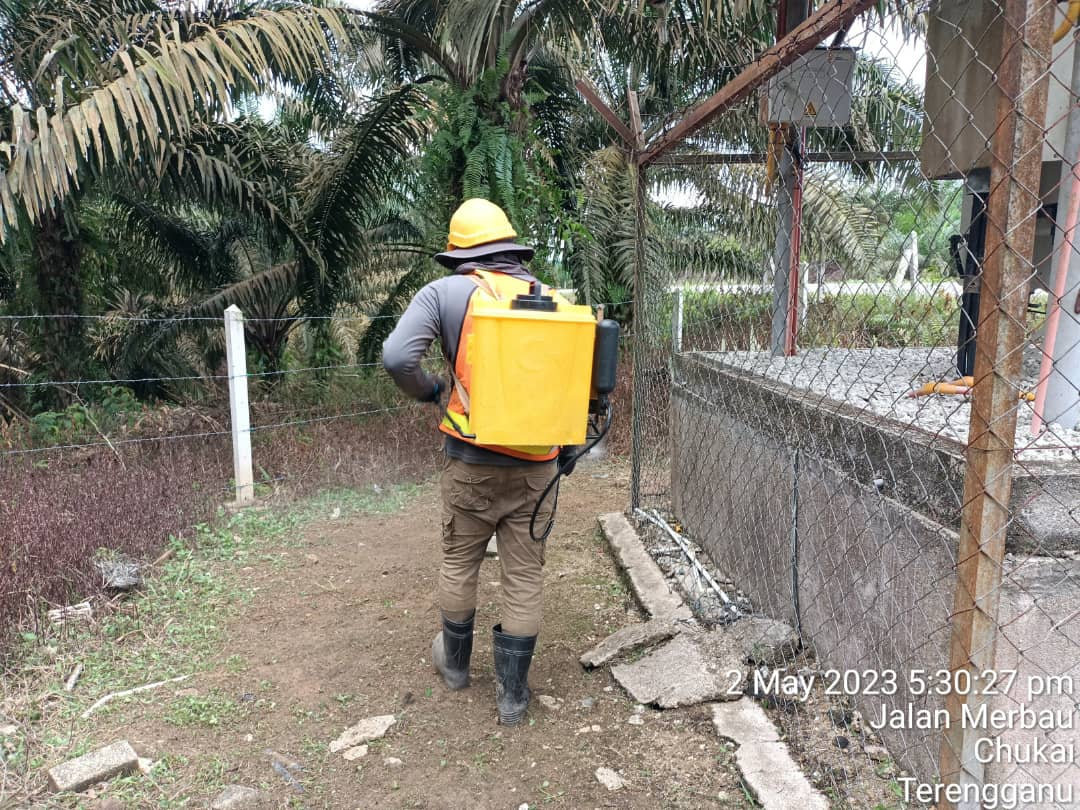 2 May 2023 5:30:27 pm
Jalan Merbau
Chukai
Terengganu